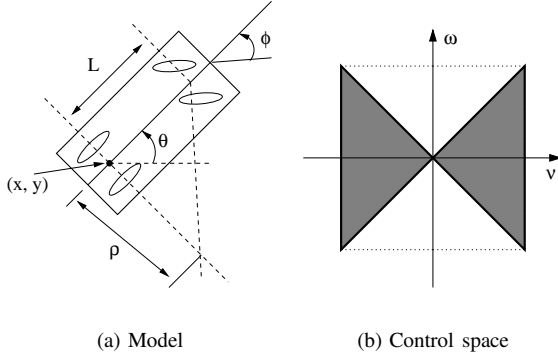 L
ϕ
θ
(x, y)
ρ
(a) Model
ω
ν
(b) Control space